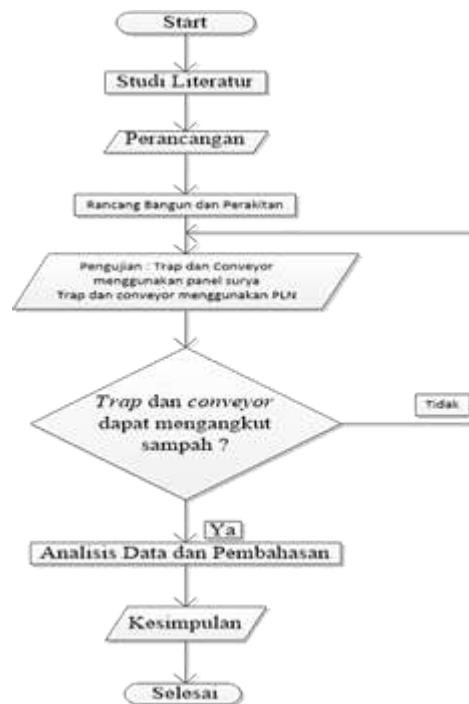 Start
Studi Literatur
Perancangan
Rancang Bangun dan Perakitan
Pengujian : Trap dan Conveyor
menggunakan panel surya
Trap dan conveyor menggunakan PLN
Trap dan conveyor
dapat mengangkut
sampah ?
Tidak
Ya
Analisis Data dan Pembahasan
Kesimpulan
Selesai